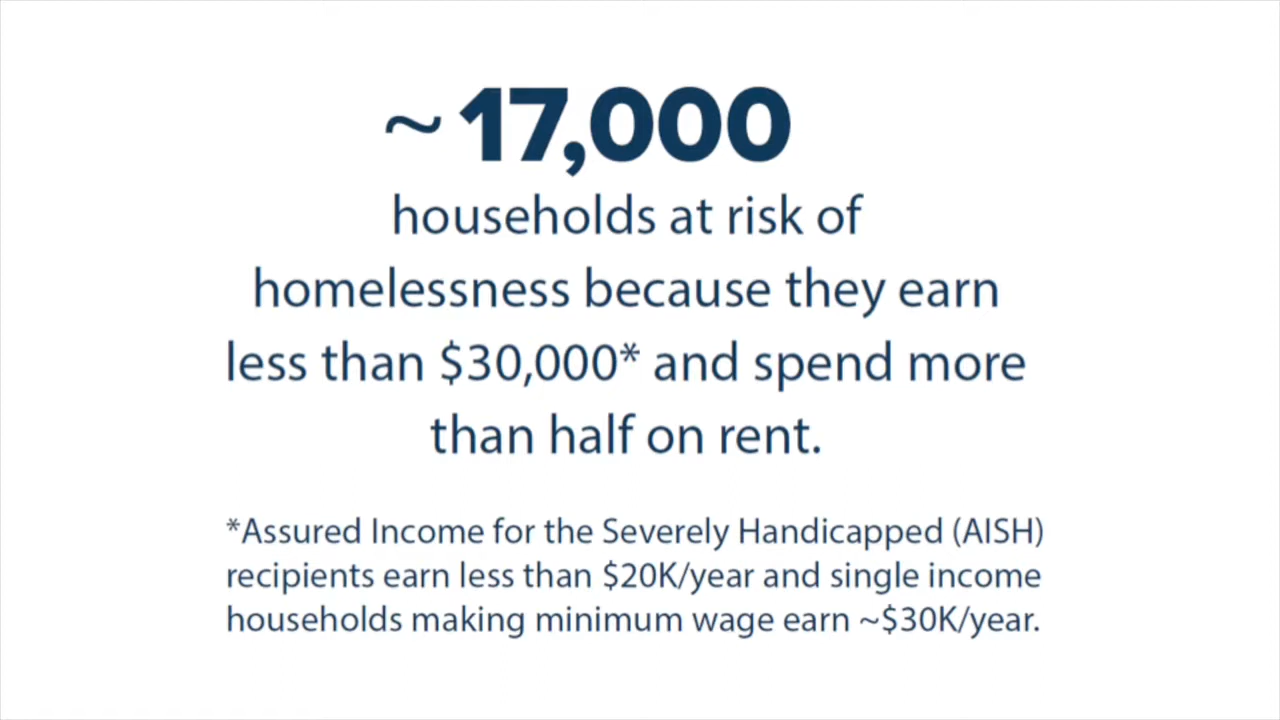 ~17,000
households at risk of
homelessness because they earn
less than $30,000* and spend more
than half on rent.
*Assured Income for the Severely Handicapped (AISH)
recipients earn less than $20K/year and single income
households making minimum wage earn ~$30K/year.